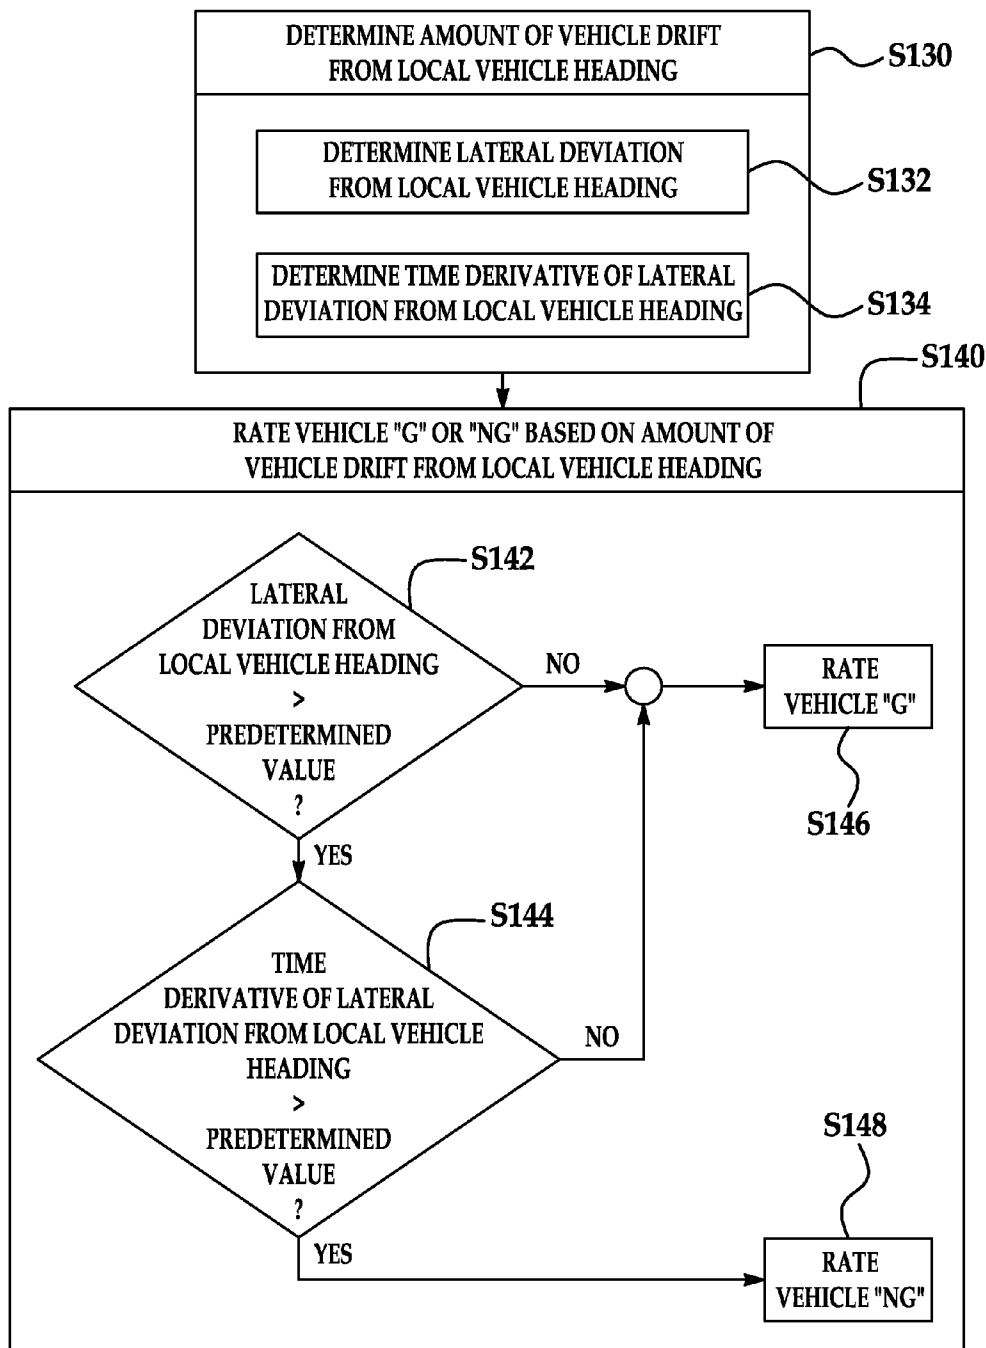 DETERMINE AMOUNT OF VEHICLE DRIFT
FROM LOCAL VEHICLE HEADING
S130
DETERMINE LATERAL DEVIATION
FROM LOCAL VEHICLE HEADING
S132
DETERMINE TIME DERIVATIVE OF LATERAL
DEVIATION FROM LOCAL VEHICLE HEADING
S134
S140
RATE VEHICLE "G" OR "NG" BASED ON AMOUNT OF
VEHICLE DRIFT FROM LOCAL VEHICLE HEADING
S142
LATERAL
DEVIATION FROM
LOCAL VEHICLE HEADING
>
PREDETERMINED
VALUE
?
NO
RATE
VEHICLE "G"
S146
YES
S144
TIME
DERIVATIVE OF LATERAL
DEVIATION FROM LOCAL VEHICLE
HEADING
>
PREDETERMINED
VALUE
?
NO
S148
YES
RATE
VEHICLE "NG"